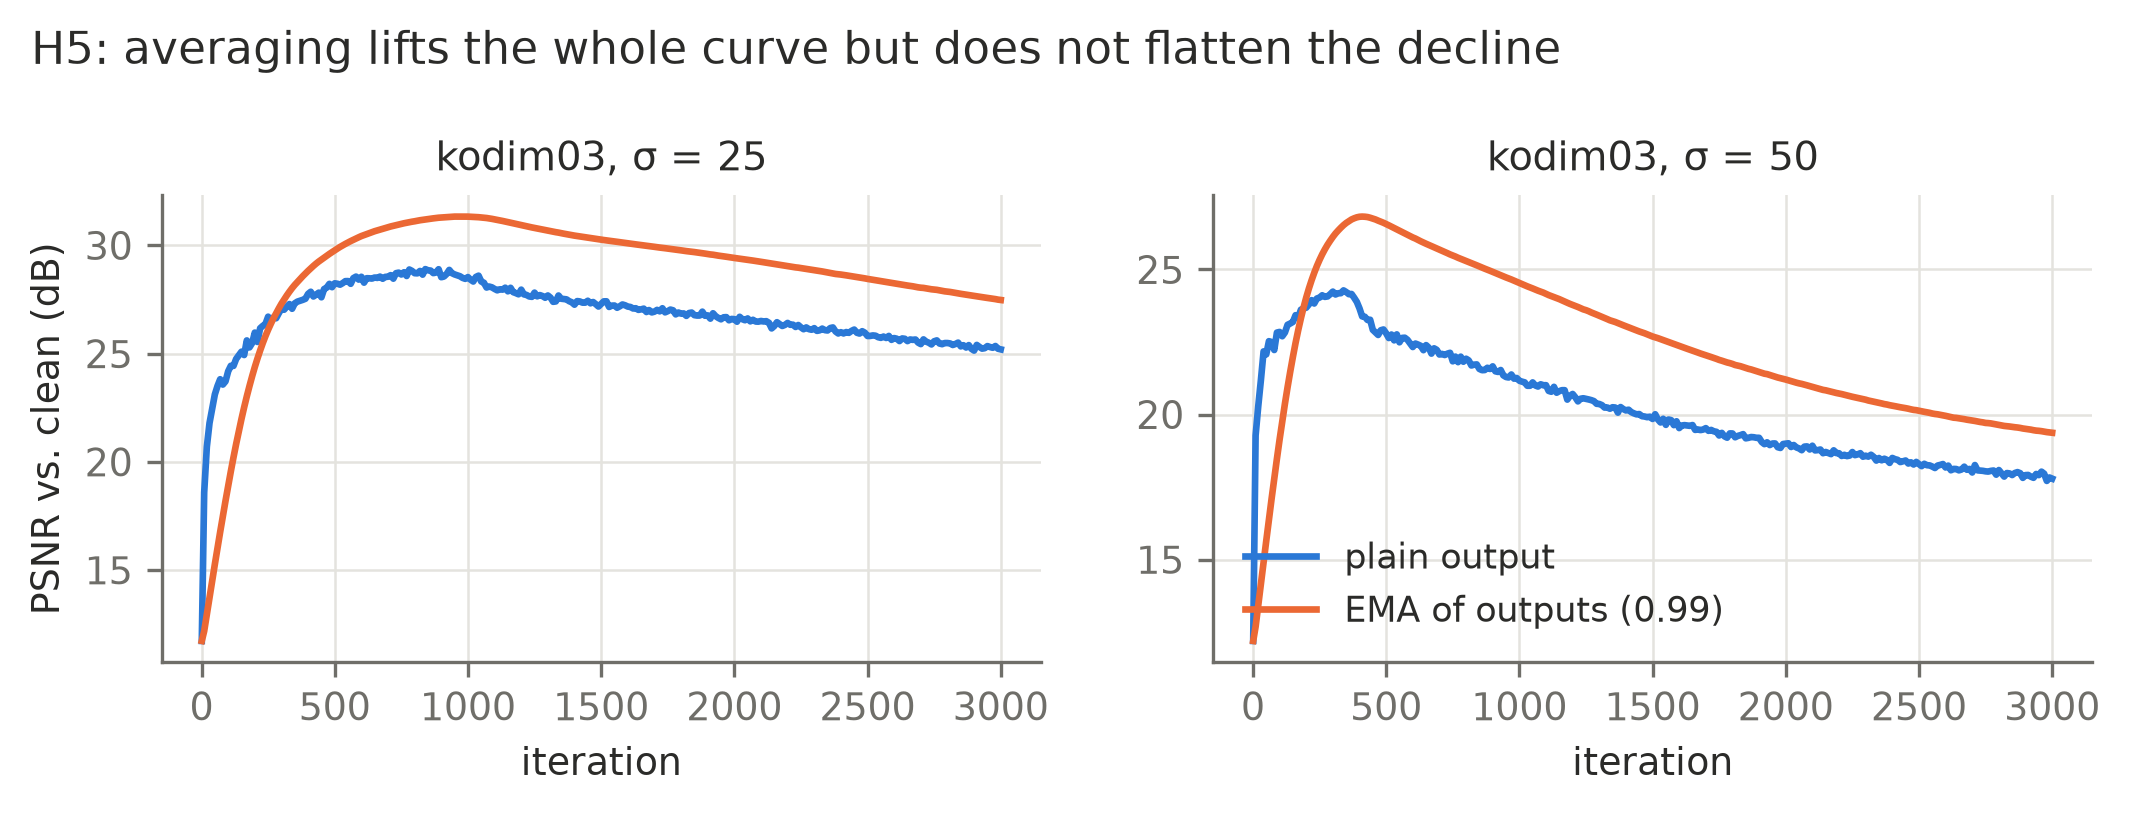 H5: averaging lifts the whole curve but does not flatten the decline
kodim03, σ = 25
PSNR vs. clean (dB)
30
25
20
15
0 500 1000 1500 2000 2500 3000
iteration
kodim03, σ = 50
25
20
15
plain output
EMA of outputs (0.99)
0 500 1000 1500 2000 2500 3000
iteration